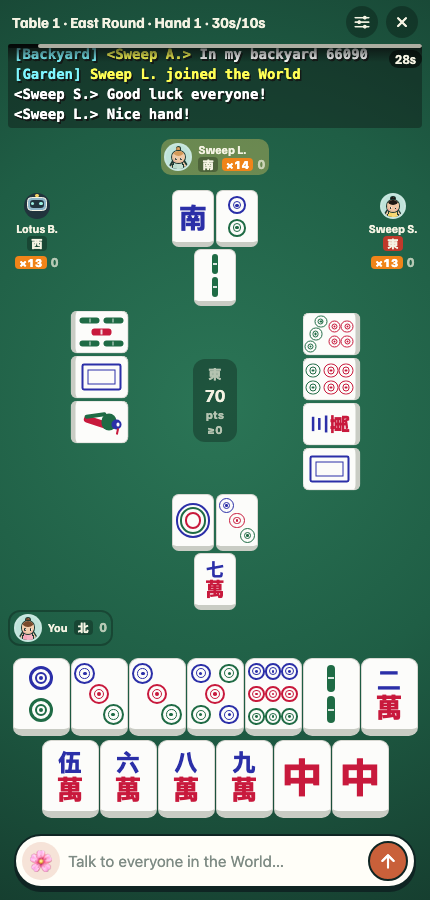 Table 1 · East Round · Hand 1 · 30s/10s
[Backyard] <Sweep A.> In my backyard 66090
28s
[Garden] Sweep L. joined the World
<Sweep S.> Good luck everyone!
<Sweep L.> Nice hand!
Sweep L.
南 ×14 0
Lotus B.
西
×13 0
Sweep S.
東
×13 0
南
東
70
pts
≥0
三萬
七萬
You 北 0
二萬
伍萬 六萬 八萬 九萬 中 中
Talk to everyone in the World...